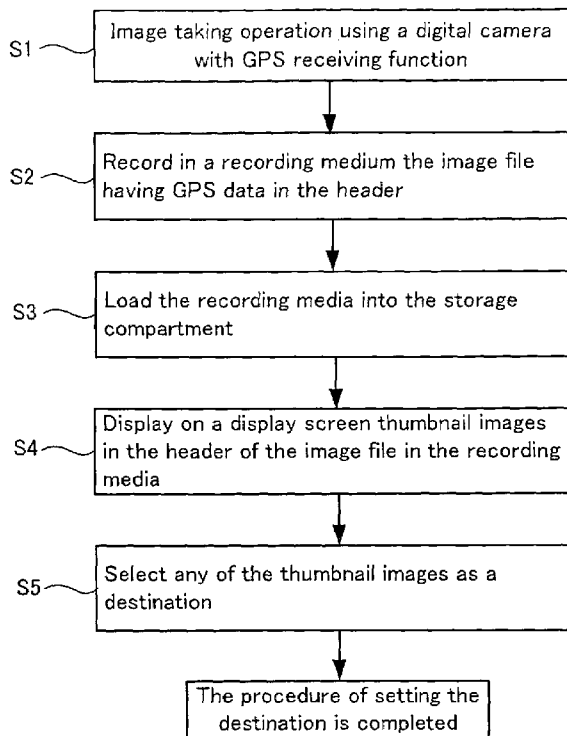 S1
Image taking operation using a digital camera
with GPS receiving function
S2
Record in a recording medium the image file
having GPS data in the header
S3
Load the recording media into the storage
compartment
S4
Display on a display screen thumbnail images
in the header of the image file in the recording
media
S5
Select any of the thumbnail images as a
destination
The procedure of setting the
destination is completed